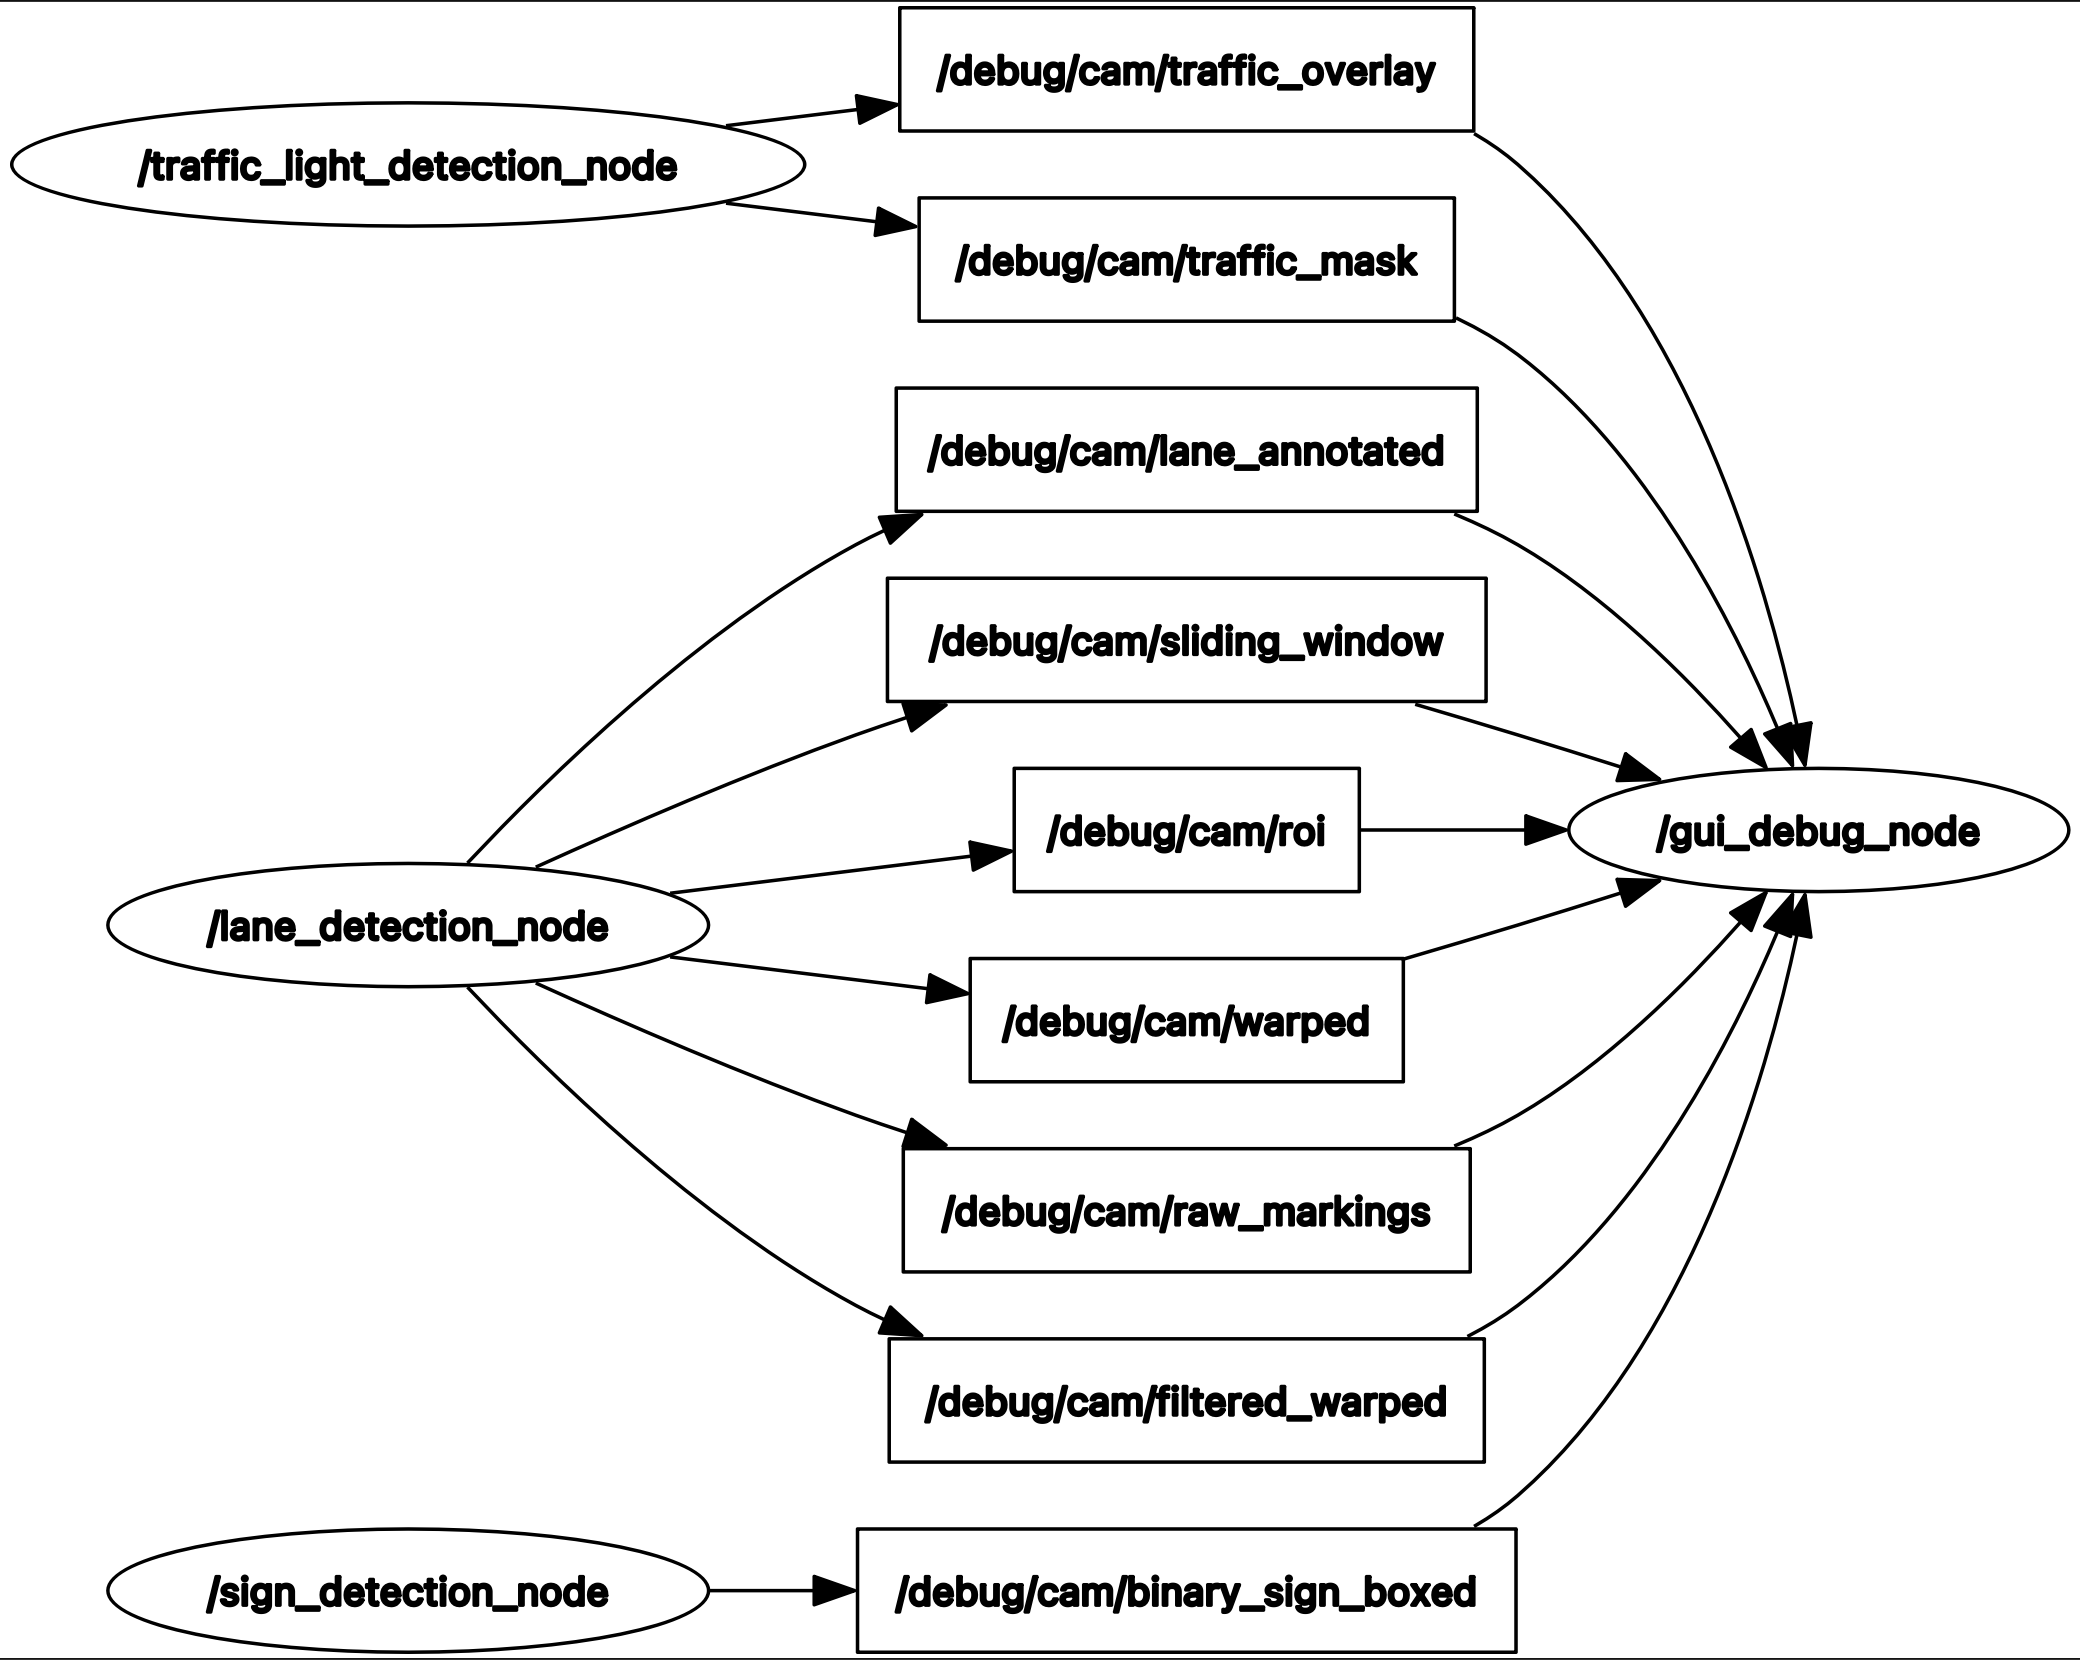 /debug/cam/traffic_overlay
/traffic_light_detection_node
/debug/cam/traffic_mask
/debug/cam/lane_annotated
/debug/cam/sliding_window
/debug/cam/roi
/gui_debug_node
/lane_detection_node
/debug/cam/warped
/debug/cam/raw_markings
/debug/cam/filtered_warped
/sign_detection_node
/debug/cam/binary_sign_boxed